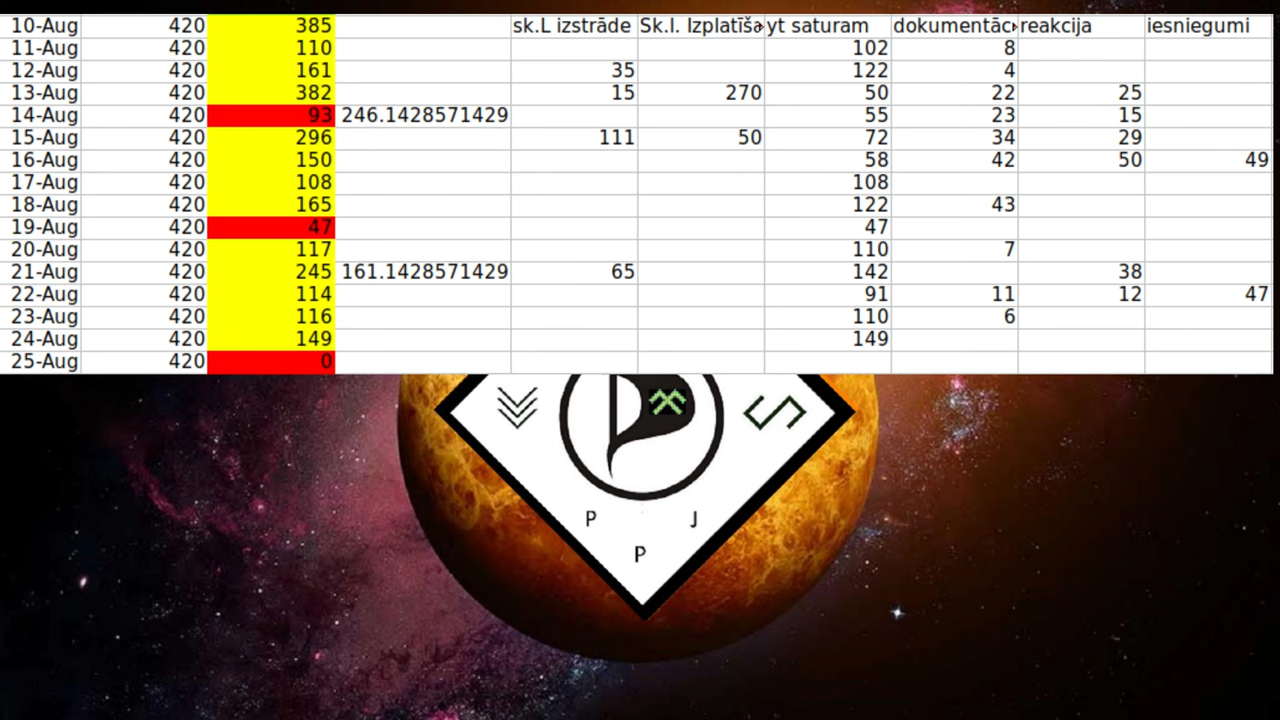 10-Aug 420 385 sk.L izstrāde Sk.l. Izplatīša yt saturam dokumentāc reakcija iesniegumi
11-Aug 420 110 102 8
12-Aug 420 161 35 122 4
13-Aug 420 382 15 270 50 22 25
14-Aug 420 93 246.1428571429 55 23 15
15-Aug 420 296 111 50 72 34 29
16-Aug 420 150 58 42 50 49
17-Aug 420 108 108
18-Aug 420 165 122 43
19-Aug 420 47 47
20-Aug 420 117 110 7
21-Aug 420 245 161.1428571429 65 142 38
22-Aug 420 114 91 11 12 47
23-Aug 420 116 110 6
24-Aug 420 149 149
25-Aug 420 0
P J
P